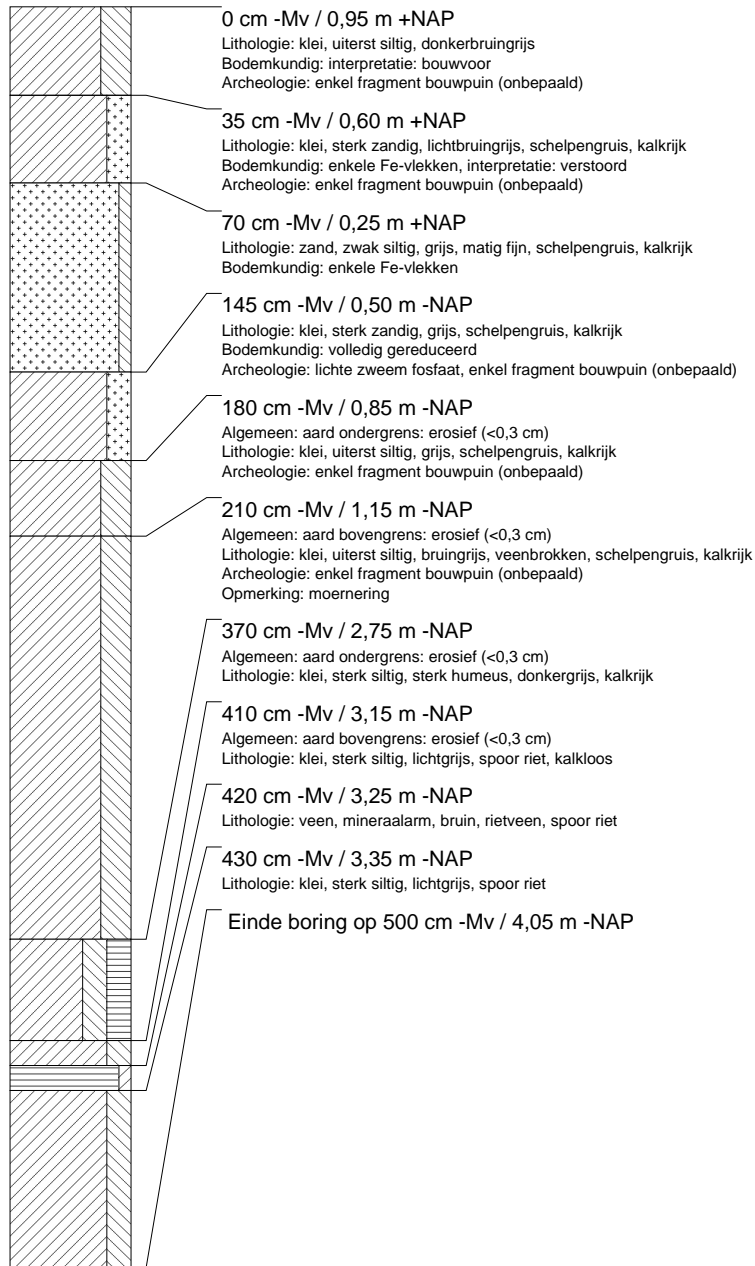 0 cm -Mv / 0,95 m +NAP
Lithologie: klei, uiterst siltig, donkerbruingrijs
Bodemkundig: interpretatie: bouwvoor
Archeologie: enkel fragment bouwpuin (onbepaald)
35 cm -Mv / 0,60 m +NAP
Lithologie: klei, sterk zandig, lichtbruingrijs, schelpengruis, kalkrijk
Bodemkundig: enkele Fe-vlekken, interpretatie: verstoord
Archeologie: enkel fragment bouwpuin (onbepaald)
70 cm -Mv / 0,25 m +NAP
Lithologie: zand, zwak siltig, grijs, matig fijn, schelpengruis, kalkrijk
Bodemkundig: enkele Fe-vlekken
145 cm -Mv / 0,50 m -NAP
Lithologie: klei, sterk zandig, grijs, schelpengruis, kalkrijk
Bodemkundig: volledig gereduceerd
Archeologie: lichte zweem fosfaat, enkel fragment bouwpuin (onbepaald)
180 cm -Mv / 0,85 m -NAP
Algemeen: aard ondergrens: erosief (<0,3 cm)
Lithologie: klei, uiterst siltig, grijs, schelpengruis, kalkrijk
Archeologie: enkel fragment bouwpuin (onbepaald)
210 cm -Mv / 1,15 m -NAP
Algemeen: aard bovengrens: erosief (<0,3 cm)
Lithologie: klei, uiterst siltig, bruingrijs, veenbrokken, schelpengruis, kalkrijk
Archeologie: enkel fragment bouwpuin (onbepaald)
Opmerking: moernering
370 cm -Mv / 2,75 m -NAP
Algemeen: aard ondergrens: erosief (<0,3 cm)
Lithologie: klei, sterk siltig, sterk humeus, donkergrijs, kalkrijk
410 cm -Mv / 3,15 m -NAP
Algemeen: aard bovengrens: erosief (<0,3 cm)
Lithologie: klei, sterk siltig, lichtgrijs, spoor riet, kalkloos
420 cm -Mv / 3,25 m -NAP
Lithologie: veen, mineraalarm, bruin, rietveen, spoor riet
430 cm -Mv / 3,35 m -NAP
Lithologie: klei, sterk siltig, lichtgrijs, spoor riet
Einde boring op 500 cm -Mv / 4,05 m -NAP